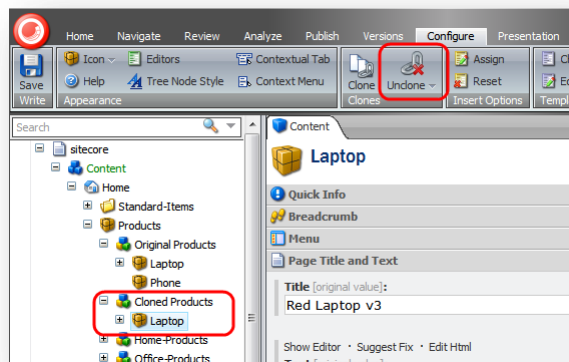 Home Navigate Review Analyze Publish Versions Configure Presentation
Icon Editors Contextual Tab Assign
Save Help Tree Node Style Context Menu Clone Unclone Reset
Write Appearance Clones Insert Options
Search
Content
sitecore
Content
Laptop
Home
Quick Info
Standard-Items
Breadcrumb
Products
Menu
Original Products
Page Title and Text
Laptop
Phone
Title [original value]:
Cloned Products
Red Laptop v3
Laptop
Home-Products
Show Editor · Suggest Fix · Edit Html
Office-Products